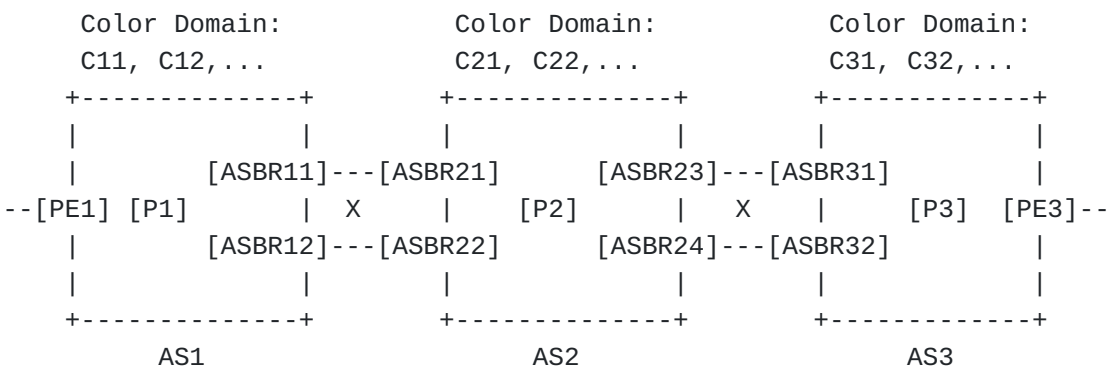 Color Domain: Color Domain: Color Domain:
C11, C12,... C21, C22,... C31, C32,...
+--------------+ +--------------+ +-------------+
| | | | | |
| [ASBR11]---[ASBR21] [ASBR23]---[ASBR31] |
--[PE1] [P1] | X | [P2] | X | [P3] [PE3]--
| [ASBR12]---[ASBR22] [ASBR24]---[ASBR32] |
| | | | | |
+--------------+ +--------------+ +-------------+
AS1 AS2 AS3